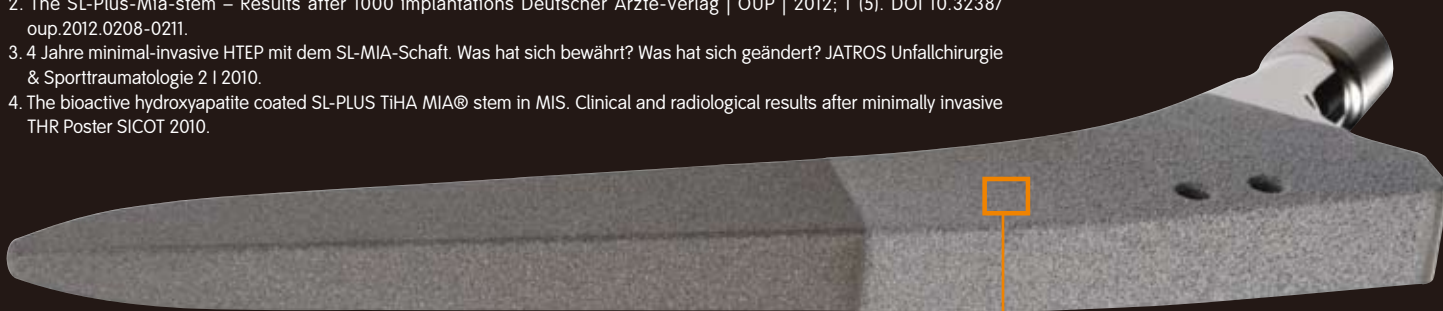 2. The SL-Plus-Mia-stem – Results after 1000 implantations Deutscher Ärzte-Verlag | OUP | 2012; 1 (5). DOI 10.3238/
oup.2012.0208-0211.
3. 4 Jahre minimal-invasive HTEP mit dem SL-MIA-Schaft. Was hat sich bewährt? Was hat sich geändert? JATROS Unfallchirurgie
& Sporttraumatologie 2 I 2010.
4. The bioactive hydroxyapatite coated SL-PLUS TiHA MIA® stem in MIS. Clinical and radiological results after minimally invasive
THR Poster SICOT 2010.